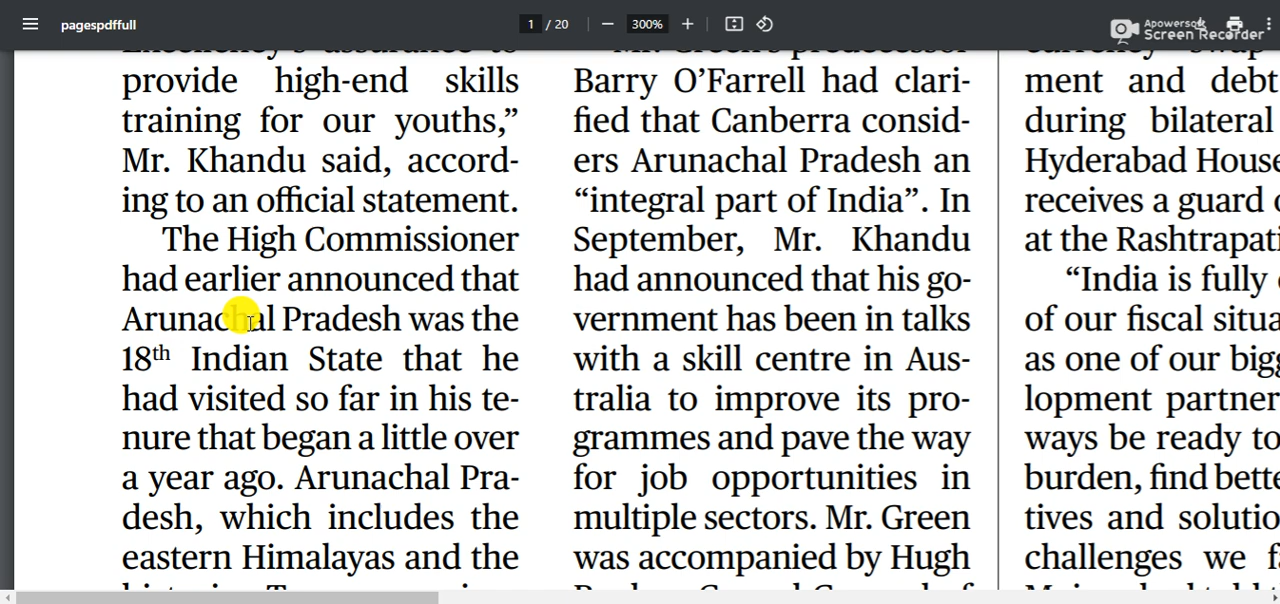 pagespdffull
1 / 20
300%
Apowersoft
Screen Recorder
provide high-end skills
training for our youths,”
Mr. Khandu said, accord-
ing to an official statement.
The High Commissioner
had earlier announced that
Arunachal Pradesh was the
18th Indian State that he
had visited so far in his te-
nure that began a little over
a year ago. Arunachal Pra-
desh, which includes the
eastern Himalayas and the
Barry O’Farrell had clari-
fied that Canberra consid-
ers Arunachal Pradesh an
“integral part of India”. In
September, Mr. Khandu
had announced that his go-
vernment has been in talks
with a skill centre in Aus-
tralia to improve its pro-
grammes and pave the way
for job opportunities in
multiple sectors. Mr. Green
was accompanied by Hugh
ment and debt
during bilateral
Hyderabad House
receives a guard
at the Rashtrapati
“India is fully
of our fiscal situa
as one of our bigg
lopment partner
ways be ready to
burden, find bette
tives and solutio
challenges we f